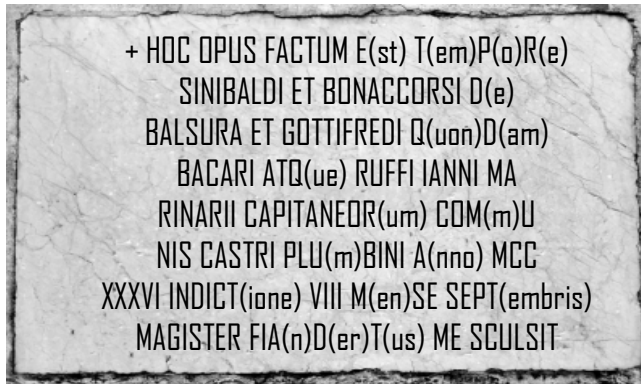 + HOC OPUS FACTUM E(st) T(em)P(o)R(e)
SINIBALDI ET BONACCORSI D(e)
BALSURA ET GOTTIFREDI Q(uon)D(am)
BACARI ATQ(ue) RUFFI IANNI MA
RINARII CAPITANEOR(um) COM(m)U
NIS CASTRI PLU(m)BINI A(nno) MCC
XXXVI INDICT(ione) VIII M(en)SE SEPT(embris)
MAGISTER FIA(n)D(er)T(us) ME SCULSIT